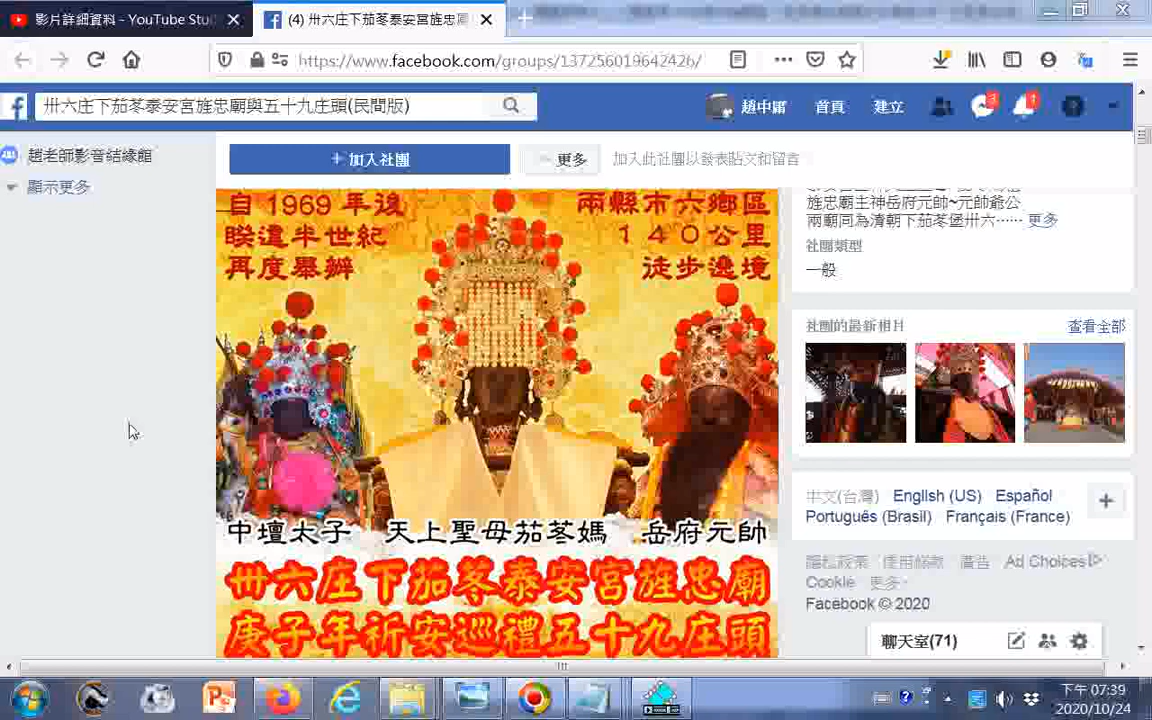 影片詳細資料 - YouTube Stu
(4) 卅六庄下茄苳泰安宮旌忠廟
https://www.facebook.com/groups/137256019642426/
卅六庄下茄苳泰安宮旌忠廟與五十九庄頭(民間版)
趙中龎
首頁
建立
3
1
趙老師影音結緣館
顯示更多
+ 加入社團
更多
加入此社團以發表貼文和留言
旌忠廟主神岳府元帥~元帥爺公
兩廟同為清朝下茄苳堡卅六⋯⋯ 更多
社團類型
一般
自1969年後
睽違半世紀
再度舉辦
兩縣市六鄉區
140公里
徒步遶境
中壇太子 天上聖母茄苳媽 岳府元帥
卅六庄下茄苳泰安宮旌忠廟
庚子年祈安巡禮五十九庄頭
社團的最新相片
查看全部
中文(台灣) English (US) Español
Português (Brasil) Français (France)
隱私政策 使用條款 廣告 Ad Choices
Cookie 更多
Facebook © 2020
聊天室(71)
下午 07:39
2020/10/24